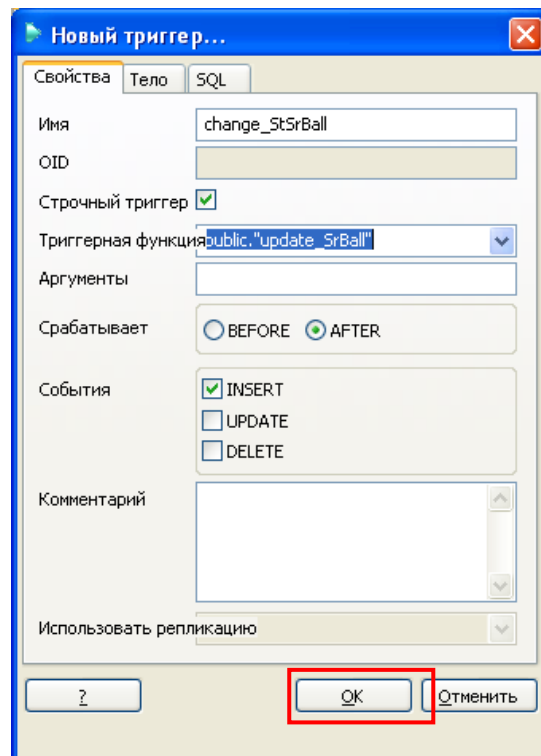 Новый триггер...
Свойства Тело SQL
Имя change_StSrBall
OID
Строчный триггер
Триггерная функция public."update_SrBall"
Аргументы
Срабатывает BEFORE AFTER
События INSERT
UPDATE
DELETE
Комментарий
Использовать репликацию
? OK Отменить